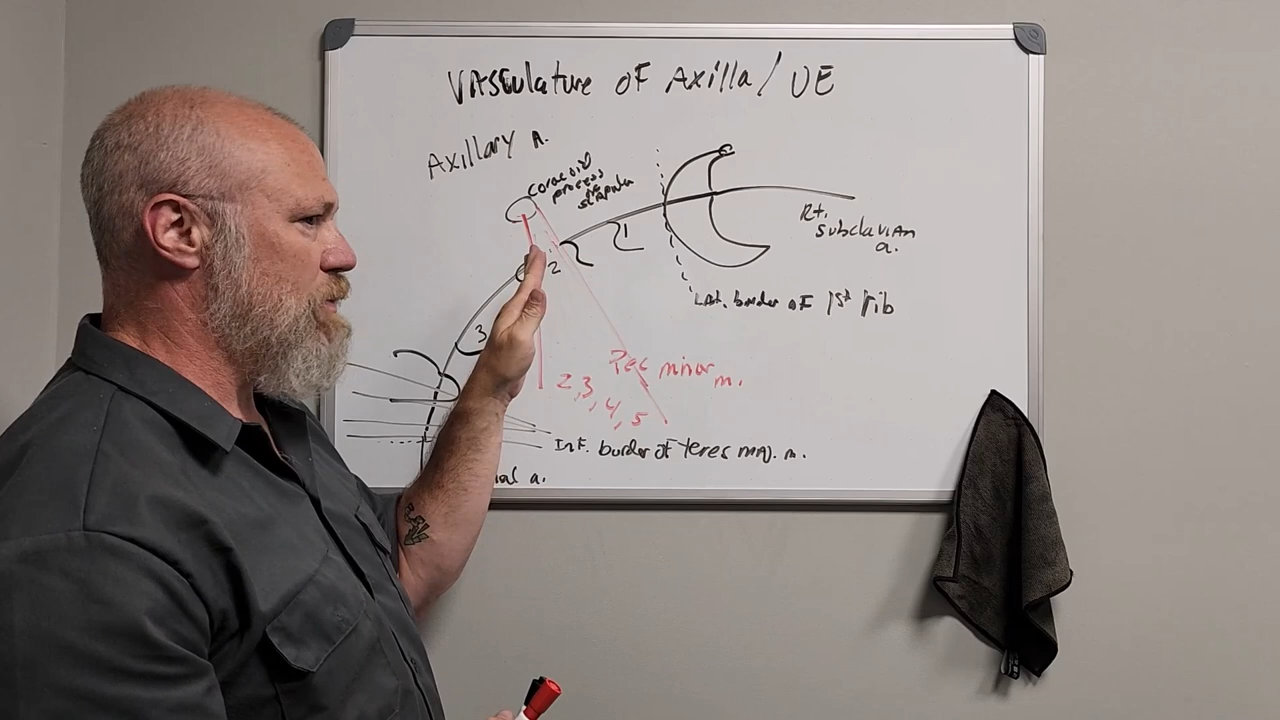 Vasculature of Axilla/UE
Axillary A.
coracoid
process
scapula
1
2
3
Rt.
subclavian
a.
Lat. border of 1st rib
Pec minor m.
2,3,4,5
Inf. border of Teres maj. m.
a.